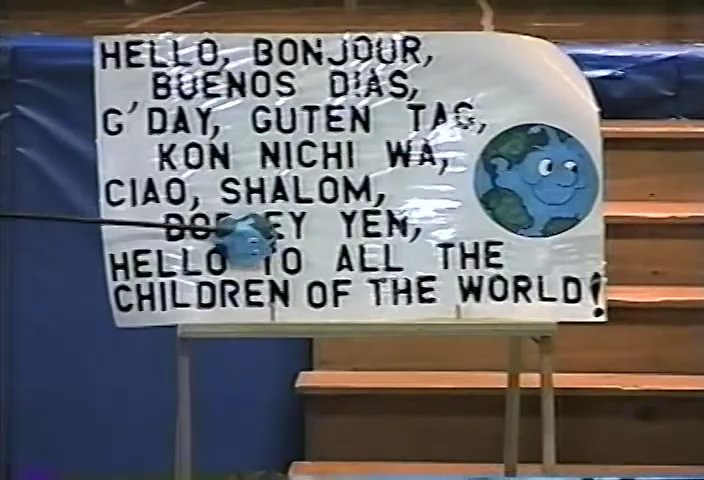 HELLO, BONJOUR,
BUENOS DIAS,
G'DAY, GUTEN TAG,
KON NICHI WA,
CIAO, SHALOM,
YEN,
HELLO TO ALL THE
CHILDREN OF THE WORLD!